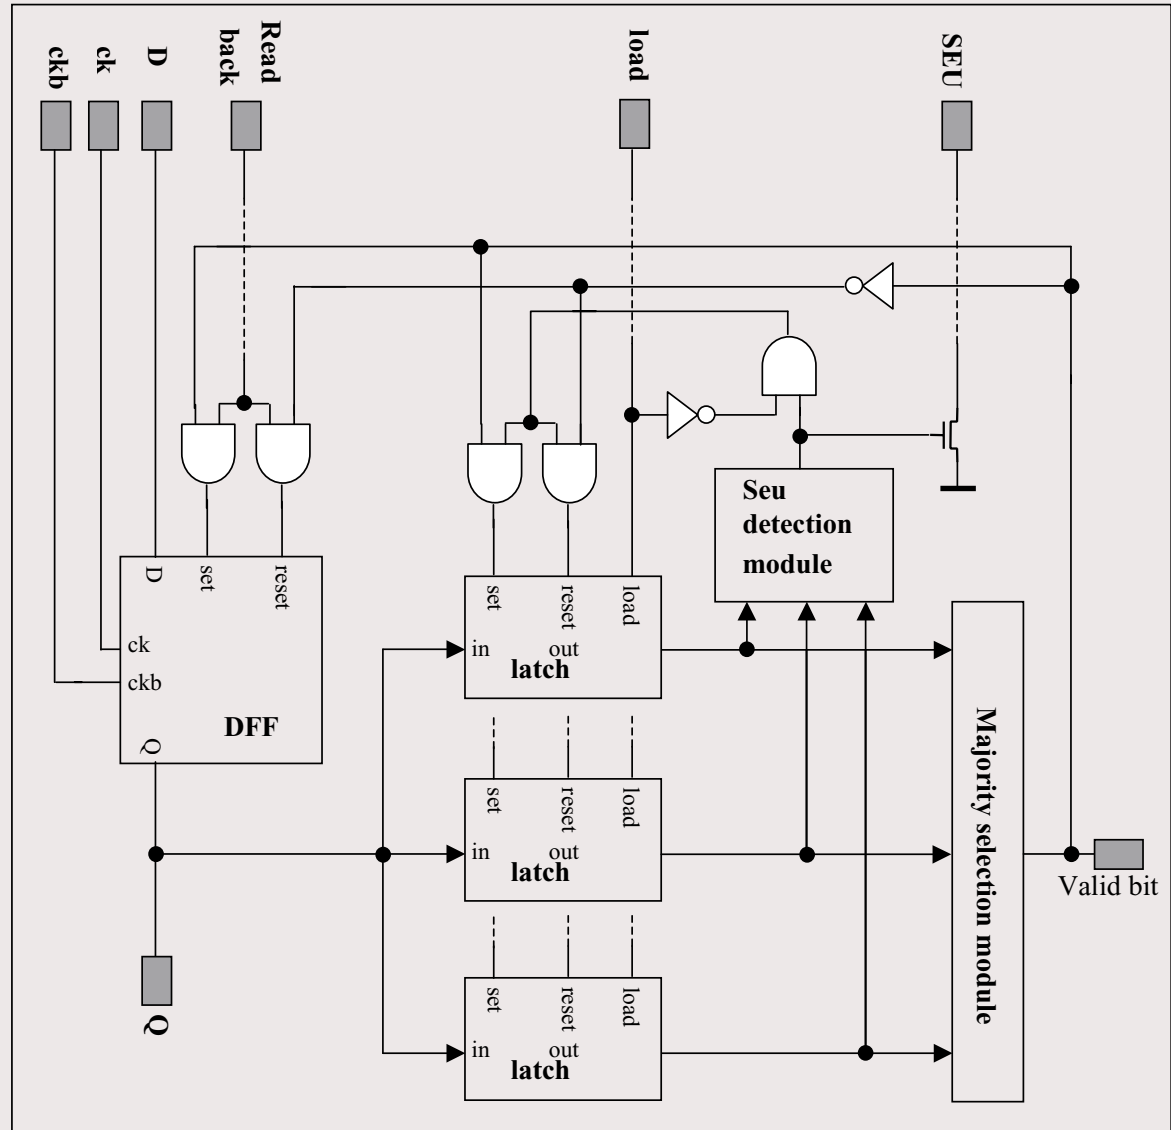 ckb
ck
D
Read
back
load
SEU
Seu
detection
module
D
set
reset
ck
ckb
DFF
Q
set
reset
load
in
out
latch
set
reset
load
in
out
latch
set
reset
load
in
out
latch
Majority selection module
Valid bit
Q